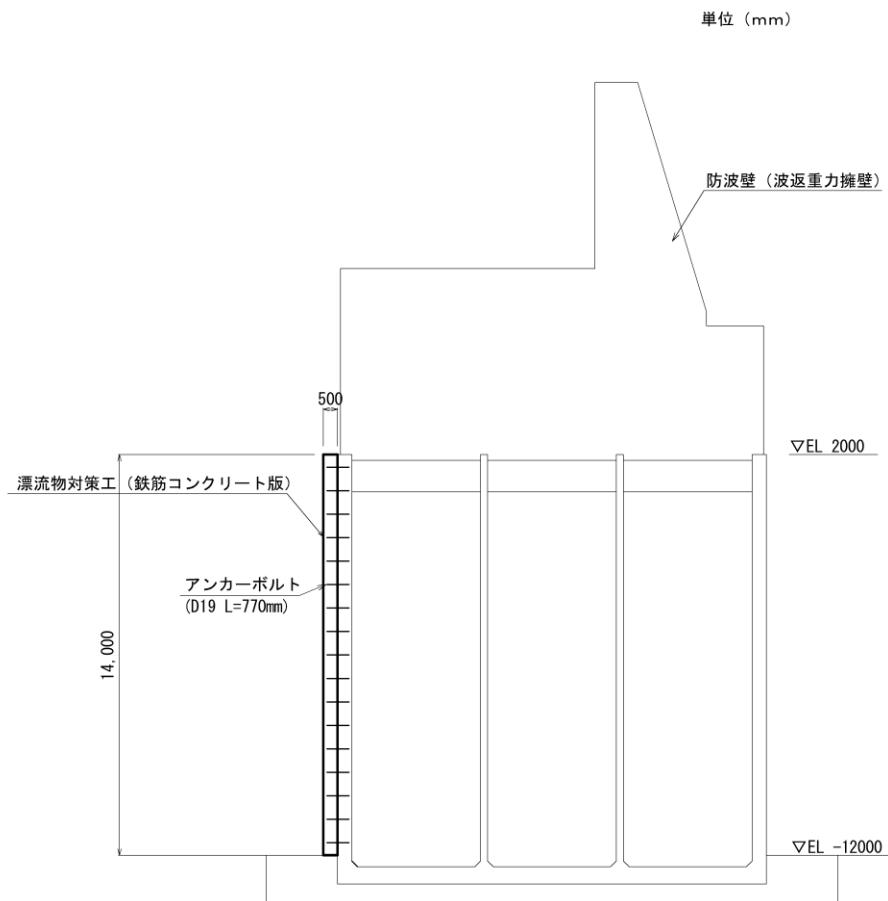 単位（mm）
防波壁（波返重力擁壁）
500
▽EL 2000
漂流物対策工（鉄筋コンクリート版）
アンカーボルト
(D19 L=770mm)
14,000
▽EL -12000